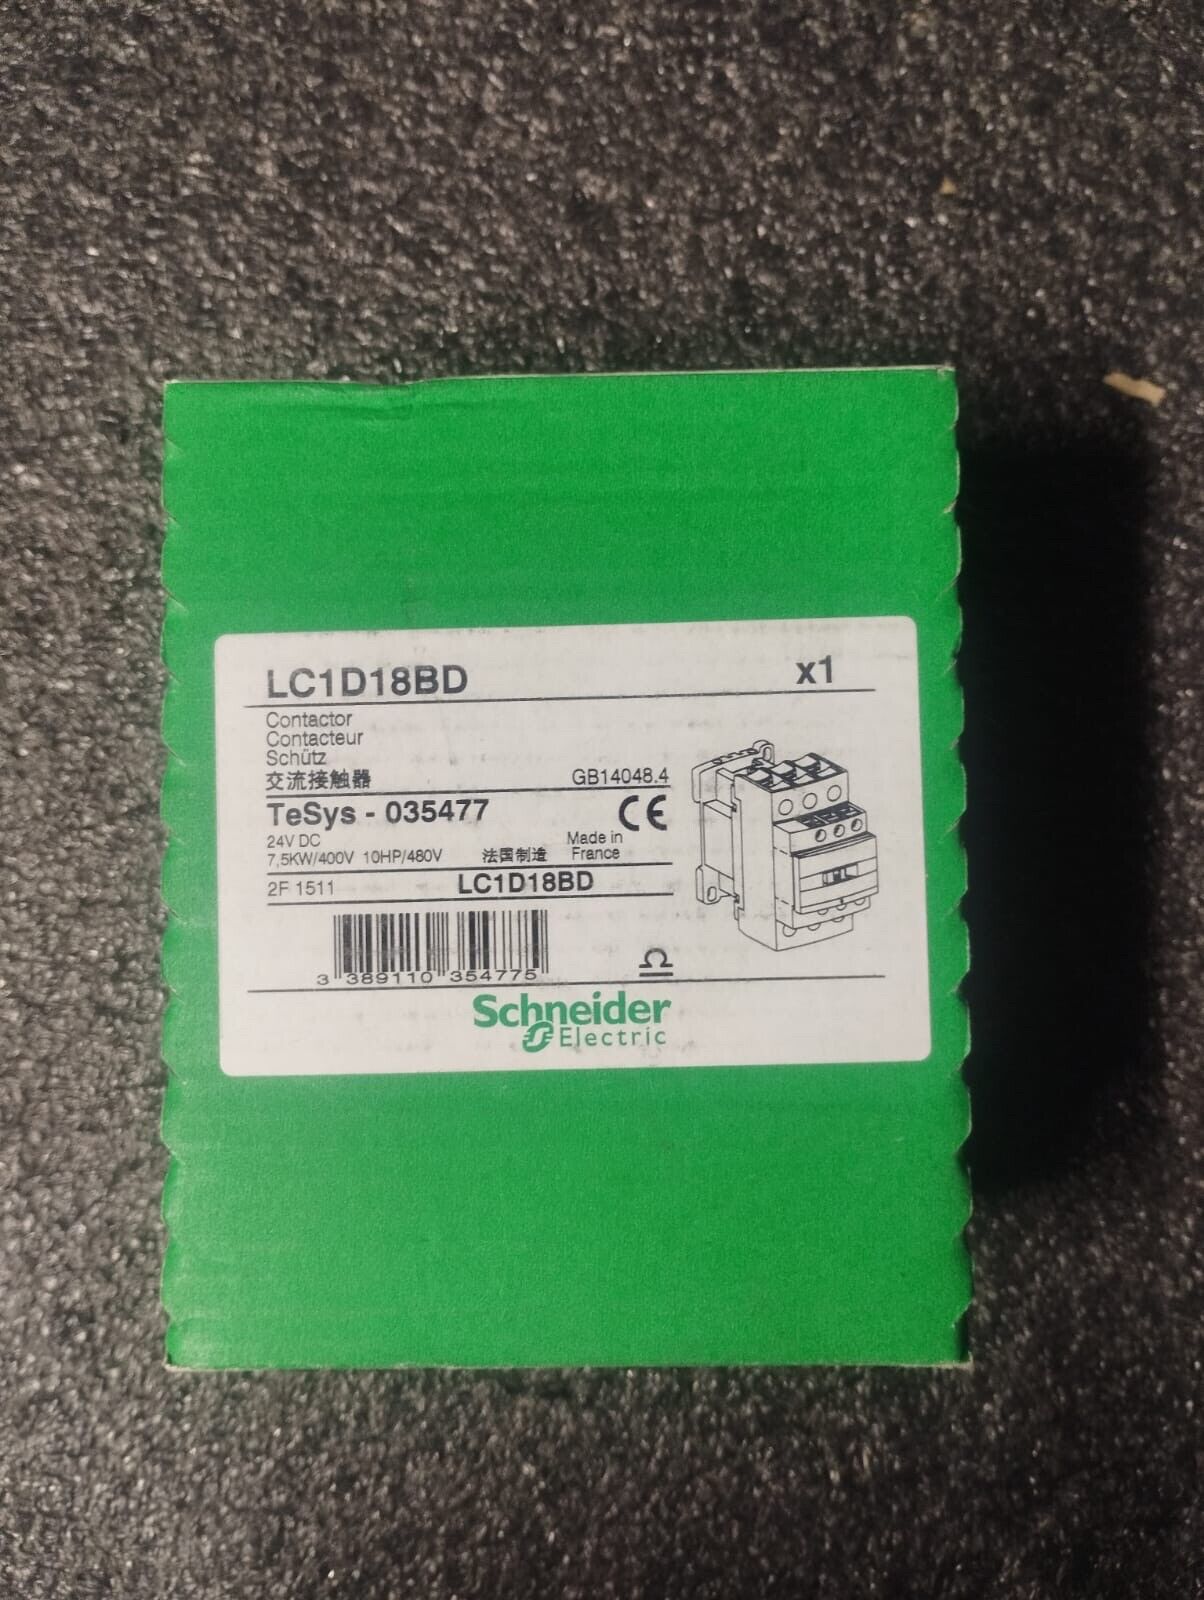 LC1D18BD x1
Contactor
Contacteur
Schütz
交流接触器 GB14048.4
TeSys - 035477 CE
24V DC Made in
7,5KW/400V 10HP/480V 法国制造 France
2F 1511 LC1D18BD
3 389110 354775
Schneider
Electric